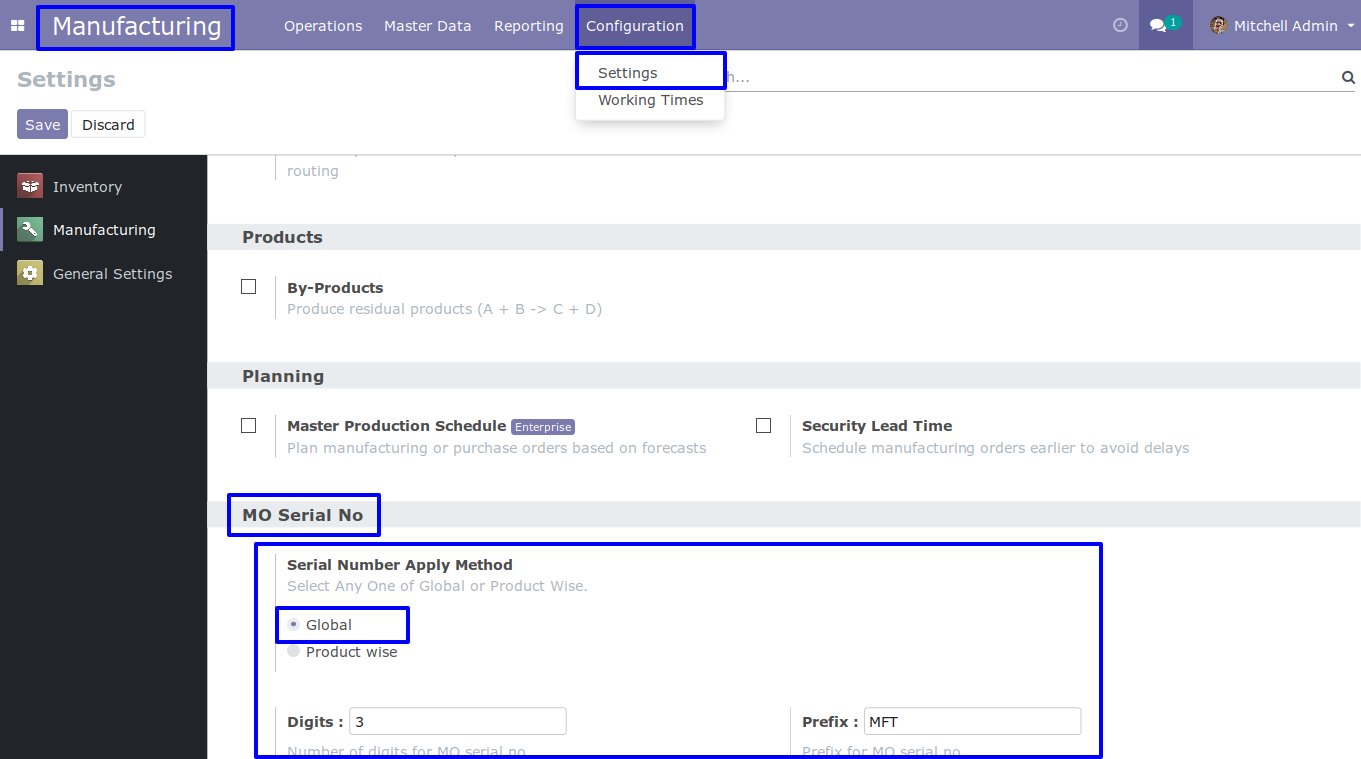 Manufacturing Operations Master Data Reporting Configuration 1 Mitchell Admin
Settings
Settings
h...
Working Times
Save Discard
routing
Inventory
Manufacturing
General Settings
Products
By-Products
Produce residual products (A + B -> C + D)
Planning
Master Production Schedule Enterprise
Plan manufacturing or purchase orders based on forecasts
Security Lead Time
Schedule manufacturing orders earlier to avoid delays
MO Serial No
Serial Number Apply Method
Select Any One of Global or Product Wise.
Global
Product wise
Digits : 3
Number of digits for MO serial no
Prefix : MFT
Prefix for MO serial no